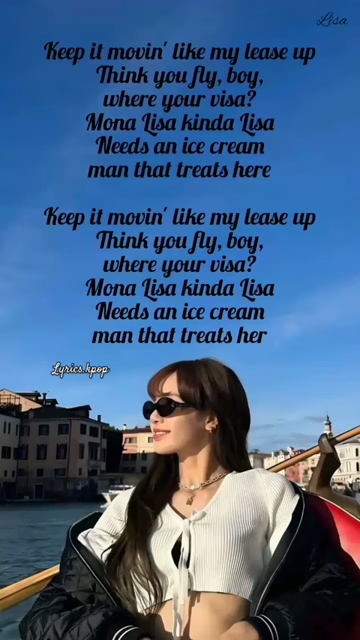 Lisa
Keep it movin' like my lease up
Think you fly, boy,
where your visa?
Mona Lisa kinda Lisa
Needs an ice cream
man that treats here
Keep it movin' like my lease up
Think you fly, boy,
where your visa?
Mona Lisa kinda Lisa
Needs an ice cream
man that treats her
Lyrics.kpop